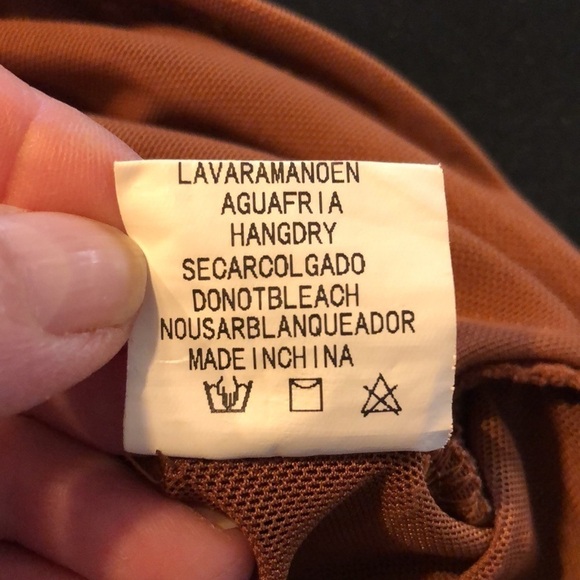 LAVARAMANOEN
AGUAFRIA
HANGDRY
SECARCOLGADO
DONOTBLEACH
NOUSARBLANQUEADOR
MADEINCHINA